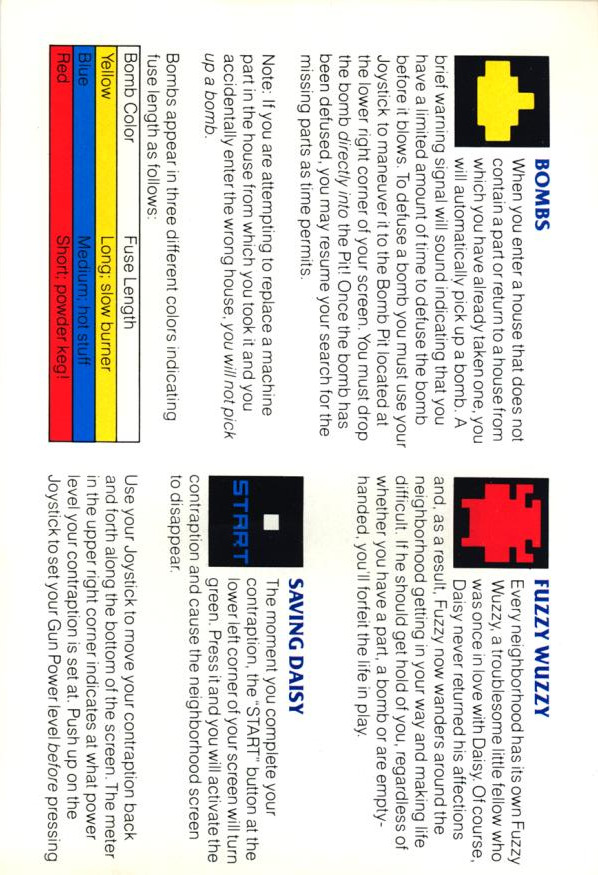 BOMBS
When you enter a house that does not
contain a part or return to a house from
which you have already taken one, you
will automatically pick up a bomb. A
brief warning signal will sound indicating that you
have a limited amount of time to defuse the bomb
before it blows. To defuse a bomb you must use your
Joystick to maneuver it to the Bomb Pit located at
the lower right corner of your screen. You must drop
the bomb directly into the Pit! Once the bomb has
been defused, you may resume your search for the
missing parts as time permits.
Note: If you are attempting to replace a machine
part in the house from which you took it and you
accidentally enter the wrong house, you will not pick
up a bomb.
Bombs appear in three different colors indicating
fuse length as follows:
Bomb Color Fuse Length
Yellow Long; slow burner
Blue Medium; hot stuff
Red Short; powder keg!
FUZZY WUZZY
Every neighborhood has its own Fuzzy
Wuzzy, a troublesome little fellow who
was once in love with Daisy. Of course,
Daisy never returned his affections
and, as a result, Fuzzy now wanders around the
neighborhood getting in your way and making life
difficult. If he should get hold of you, regardless of
whether you have a part, a bomb or are empty-
handed, you'll forfeit the life in play.
SAVING DAISY
START
The moment you complete your
contraption, the "START" button at the
lower left corner of your screen will turn
green. Press it and you will activate the
contraption and cause the neighborhood screen
to disappear.
Use your Joystick to move your contraption back
and forth along the bottom of the screen. The meter
in the upper right corner indicates at what power
level your contraption is set at. Push up on the
Joystick to set your Gun Power level before pressing